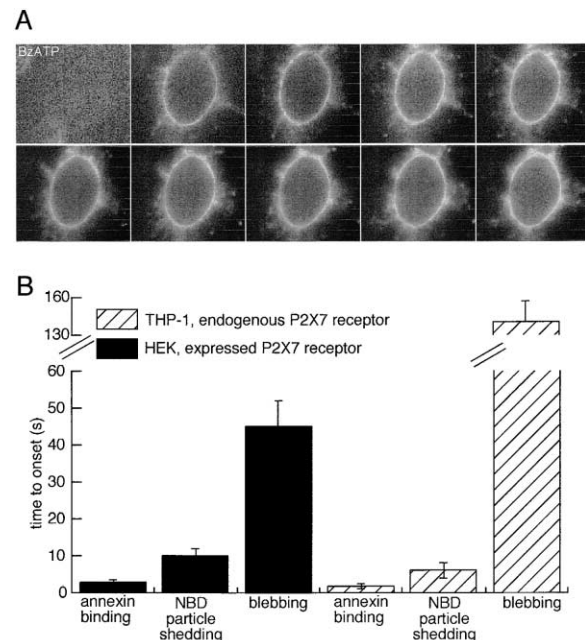 A
BzATP
B
160
130
THP-1, endogenous P2X7 receptor
HEK, expressed P2X7 receptor
60
50
40
30
20
10
0
time to onset (s)
annexin
binding
NBD
particle
shedding
blebbing
annexin
binding
NBD
particle
shedding
blebbing